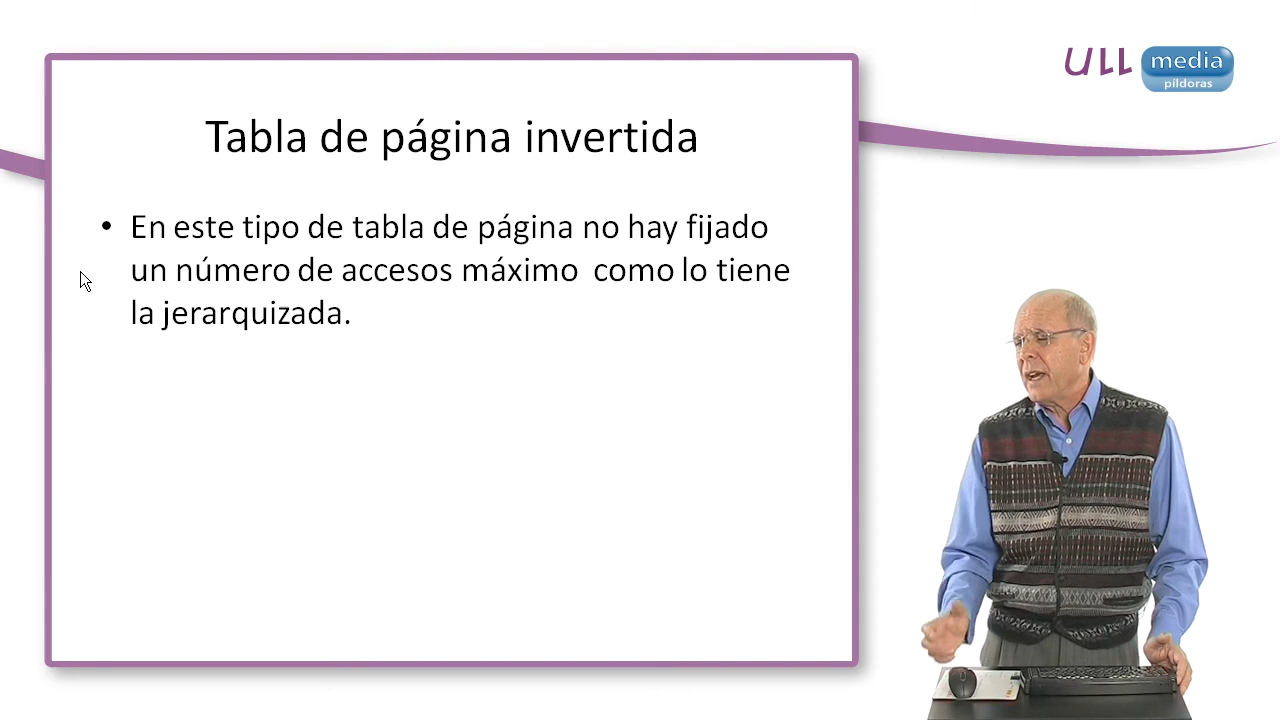 ULL media
píldoras
Tabla de página invertida
• En este tipo de tabla de página no hay fijado
un número de accesos máximo  como lo tiene
la jerarquizada.